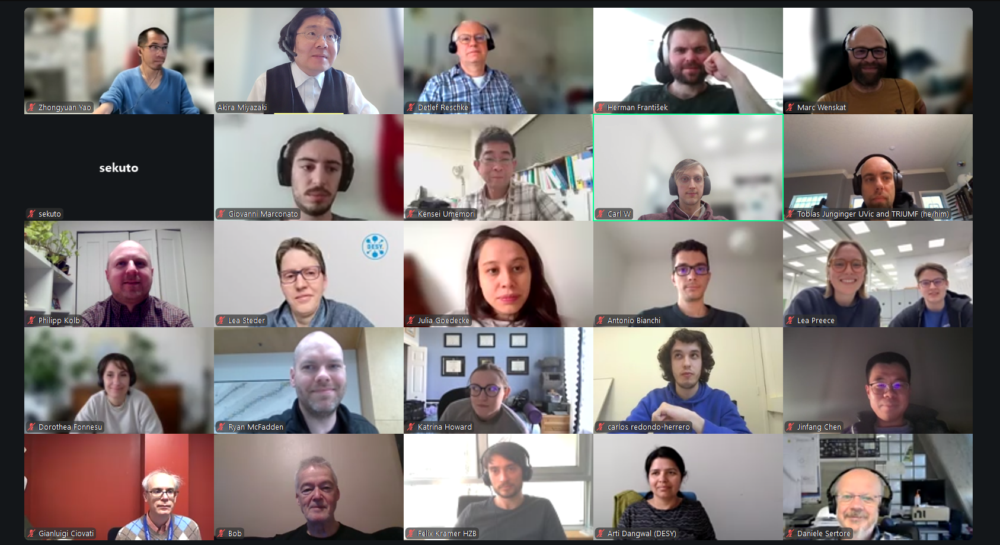 Zhongyuan Yao
Akira Miyazaki
Detlef Reschke
Herman František
Marc Wenskat
sekuto
sekuto
Giovanni Marconato
Kensei Umemori
Carl W
Tobias Junginger UVic and TRIUMF (he/him)
DESY.
Philipp Kolb
Lea Steder
Julia Goedecke
Antonio Bianchi
Lea Preece
Dorothea Fonnesu
Ryan McFadden
Katrina Howard
carlos redondo-herrero
Jinfang Chen
Gianluigi Ciovati
Bob
Felix Kramer HZB
Arti Dangwal (DESY)
ni
Daniele Sertore